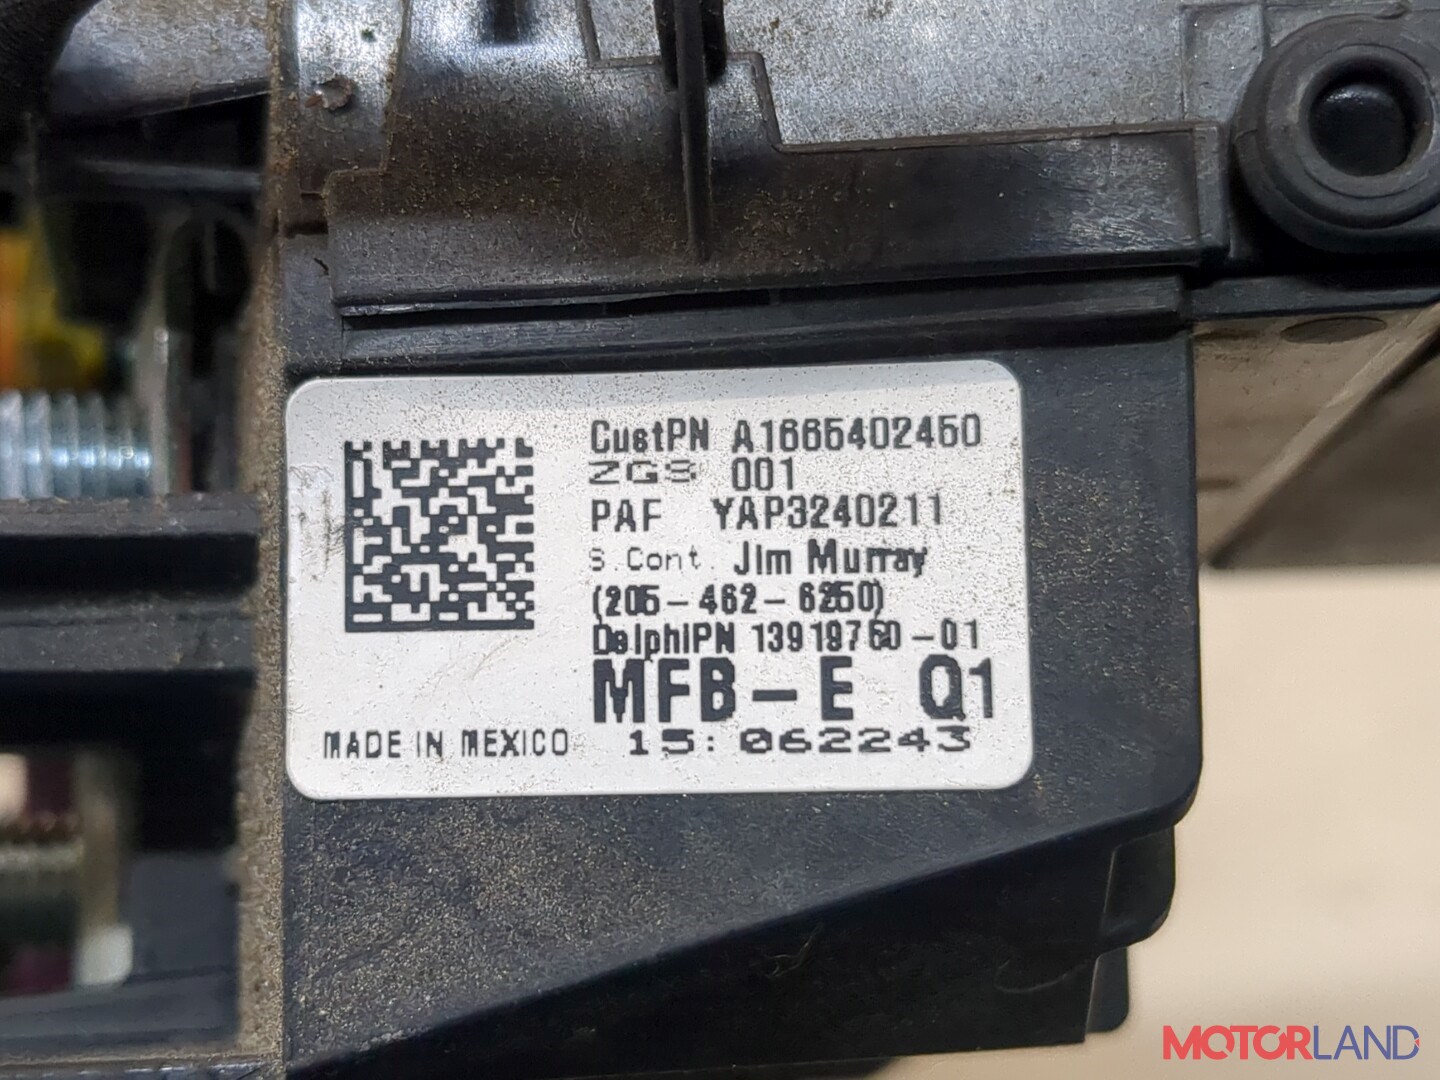 CustPN A1665402450
ZGS 001
PAF YAP3240211
S.Cont. Jim Murray
(205-462-6250)
DelphiPN 13919760-01
MFB-E Q1
MADE IN MEXICO 15:062243
MOTORLAND